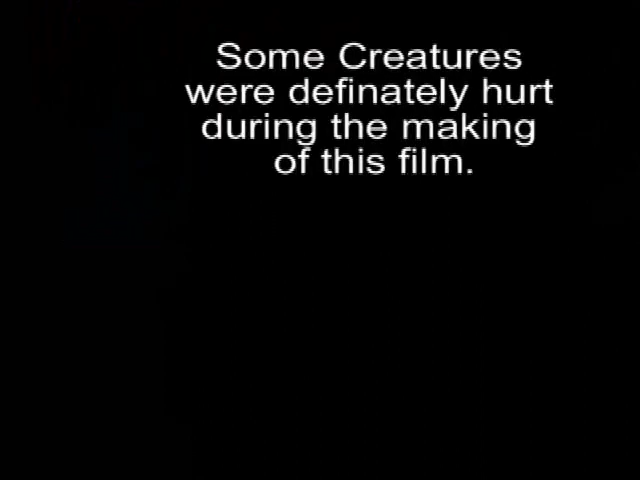 Some Creatures
were definately hurt
during the making
of this film.